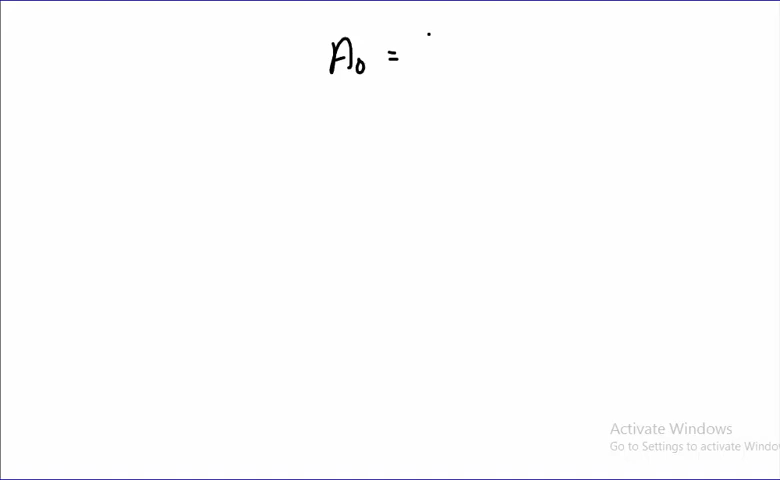 A₀ =
Activate Windows
Go to Settings to activate Windo